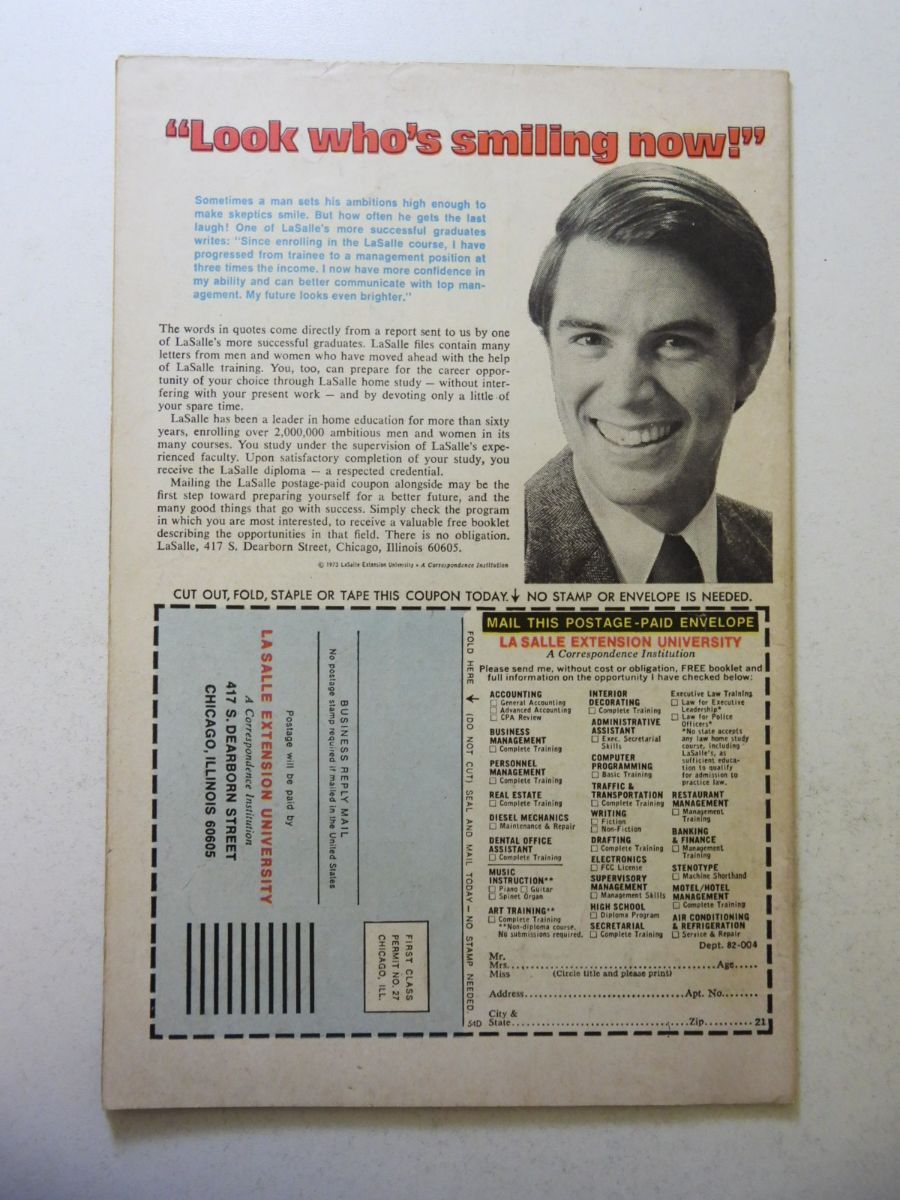 “Look who’s smiling now!”
Sometimes a man sets his ambitions high enough to
make skeptics smile. But how often he gets the last
laugh! One of LaSalle's more successful graduates
writes: "Since enrolling in the LaSalle course, I have
progressed from trainee to a management position at
three times the income. I now have more confidence in
my ability and can better communicate with top man-
agement. My future looks even brighter."
The words in quotes come directly from a report sent to us by one
of LaSalle's more successful graduates. LaSalle files contain many
letters from men and women who have moved ahead with the help
of LaSalle training. You, too, can prepare for the career oppor-
tunity of your choice through LaSalle home study — without inter-
fering with your present work — and by devoting only a little of
your spare time.
LaSalle has been a leader in home education for more than sixty
years, enrolling over 2,000,000 ambitious men and women in its
many courses. You study under the supervision of LaSalle's expe-
rienced faculty. Upon satisfactory completion of your study, you
receive the LaSalle diploma — a respected credential.
Mailing the LaSalle postage-paid coupon alongside may be the
first step toward preparing yourself for a better future, and the
many good things that go with success. Simply check the program
in which you are most interested, to receive a valuable free booklet
describing the opportunities in that field. There is no obligation.
LaSalle, 417 S. Dearborn Street, Chicago, Illinois 60605.
© 1973 LaSalle Extension University • A Correspondence Institution
CUT OUT, FOLD, STAPLE OR TAPE THIS COUPON TODAY. ↓ NO STAMP OR ENVELOPE IS NEEDED.
FIRST CLASS
PERMIT NO. 27
CHICAGO, ILL.
BUSINESS REPLY MAIL
No postage stamp required if mailed in the United States
Postage will be paid by
LA SALLE EXTENSION UNIVERSITY
A Correspondence Institution
417 S. DEARBORN STREET
CHICAGO, ILLINOIS 60605
FOLD HERE ← (DO NOT CUT) SEAL AND MAIL TODAY—NO STAMP NEEDED.
54D
MAIL THIS POSTAGE-PAID ENVELOPE
LA SALLE EXTENSION UNIVERSITY
A Correspondence Institution
Please send me, without cost or obligation, FREE booklet and
full information on the opportunity I have checked below:
ACCOUNTING
☐ General Accounting
☐ Advanced Accounting
☐ CPA Review
BUSINESS
MANAGEMENT
☐ Complete Training
PERSONNEL
MANAGEMENT
☐ Complete Training
REAL ESTATE
☐ Complete Training
DIESEL MECHANICS
☐ Maintenance & Repair
DENTAL OFFICE
ASSISTANT
☐ Complete Training
MUSIC
INSTRUCTION**
☐ Piano ☐ Guitar
☐ Spinet Organ
ART TRAINING**
☐ Complete Training
**Non-diploma course.
No submissions required.
INTERIOR
DECORATING
☐ Complete Training
ADMINISTRATIVE
ASSISTANT
☐ Exec. Secretarial
Skills
COMPUTER
PROGRAMMING
☐ Basic Training
TRAFFIC &
TRANSPORTATION
☐ Complete Training
WRITING
☐ Fiction
☐ Non-Fiction
DRAFTING
☐ Complete Training
ELECTRONICS
☐ FCC License
SUPERVISORY
MANAGEMENT
☐ Management Skills
HIGH SCHOOL
☐ Diploma Program
SECRETARIAL
☐ Complete Training
Executive Law Training
☐ Law for Executive
Leadership*
☐ Law for Police
Officers*
*No state accepts
any law home study
course, including
LaSalle's, as
sufficient educa-
tion to qualify
for admission to
practice law.
RESTAURANT
MANAGEMENT
☐ Management
Training
BANKING
& FINANCE
☐ Management
Training
STENOTYPE
☐ Machine Shorthand
MOTEL/HOTEL
MANAGEMENT
☐ Complete Training
AIR CONDITIONING
& REFRIGERATION
☐ Service & Repair
Dept. 82-004
Mr.
Mrs. Age
Miss (Circle title and please print)
Address Apt. No.
City &
State Zip 21